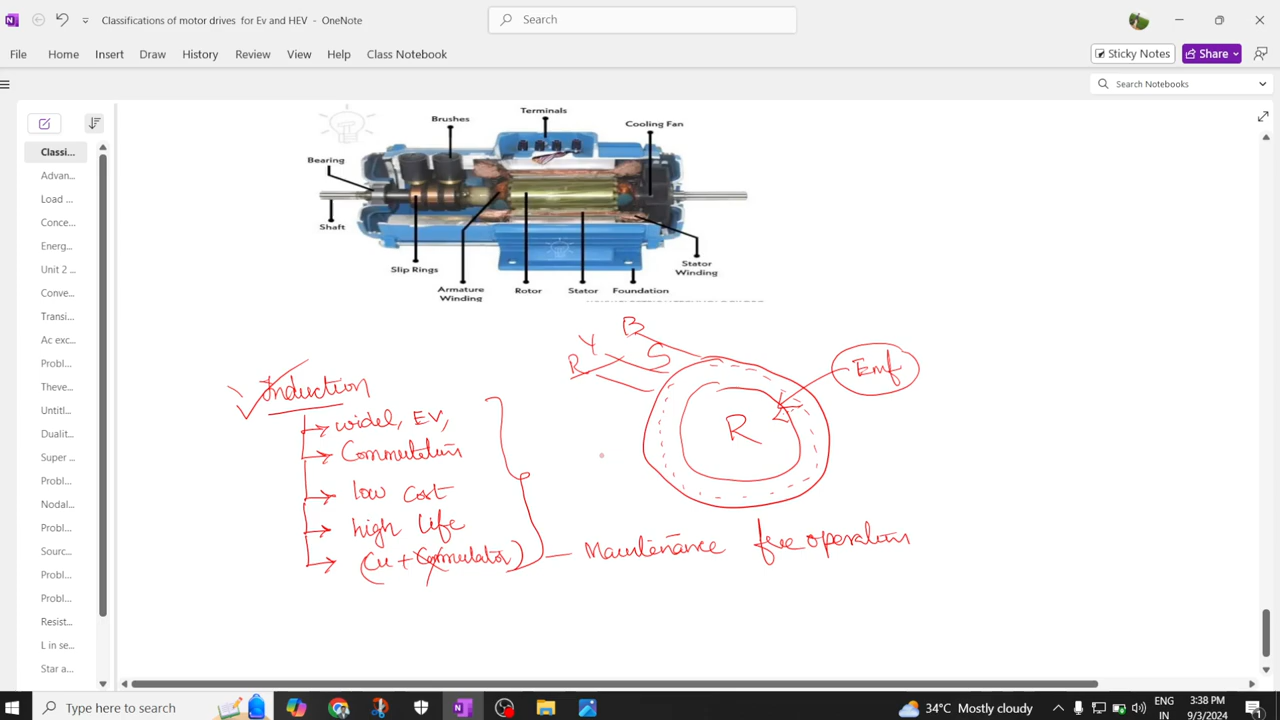 Classifications of motor drives for Ev and HEV - OneNote
Search
File Home Insert Draw History Review View Help Class Notebook
Sticky Notes Share
Search Notebooks
Classi...
Advan...
Load ...
Conce...
Energ...
Unit 2 ...
Conve...
Transi...
Ac exc...
Probl...
Theve...
Untitl...
Dualit...
Super ...
Probl...
Nodal...
Probl...
Sourc...
Probl...
Probl...
Resist...
L in se...
Star a...
Terminals
Brushes
Cooling Fan
Bearing
Shaft
Slip Rings
Armature Winding
Rotor
Stator
Foundation
Stator Winding
B
Y
R
S
Emf
R
Induction
widel, EV,
Commutation
low cost
high life
(Cu + Commulator) Maintenance free operation
Type here to search
34°C Mostly cloudy
ENG
IN
3:38 PM
9/3/2024
1